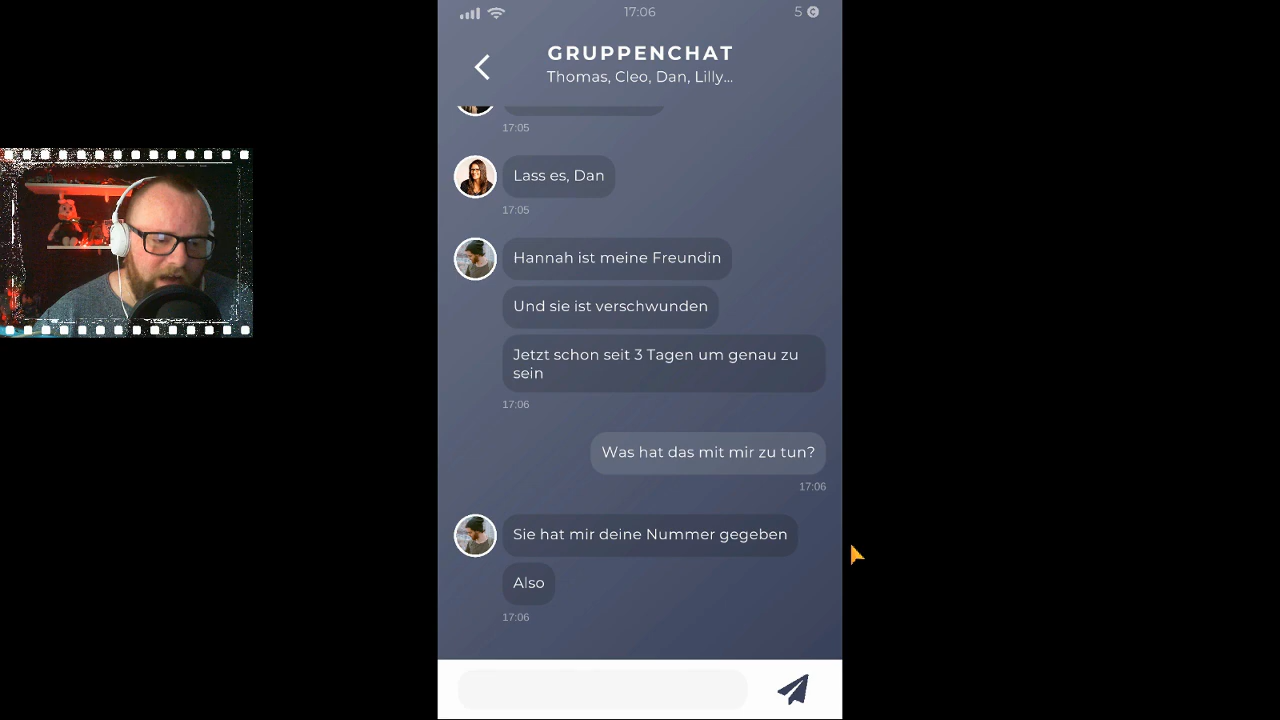 17:06
5
GRUPPENCHAT
Thomas, Cleo, Dan, Lilly...
17:05
Lass es, Dan
17:05
Hannah ist meine Freundin
Und sie ist verschwunden
Jetzt schon seit 3 Tagen um genau zu
sein
17:06
Was hat das mit mir zu tun?
17:06
Sie hat mir deine Nummer gegeben
Also
17:06